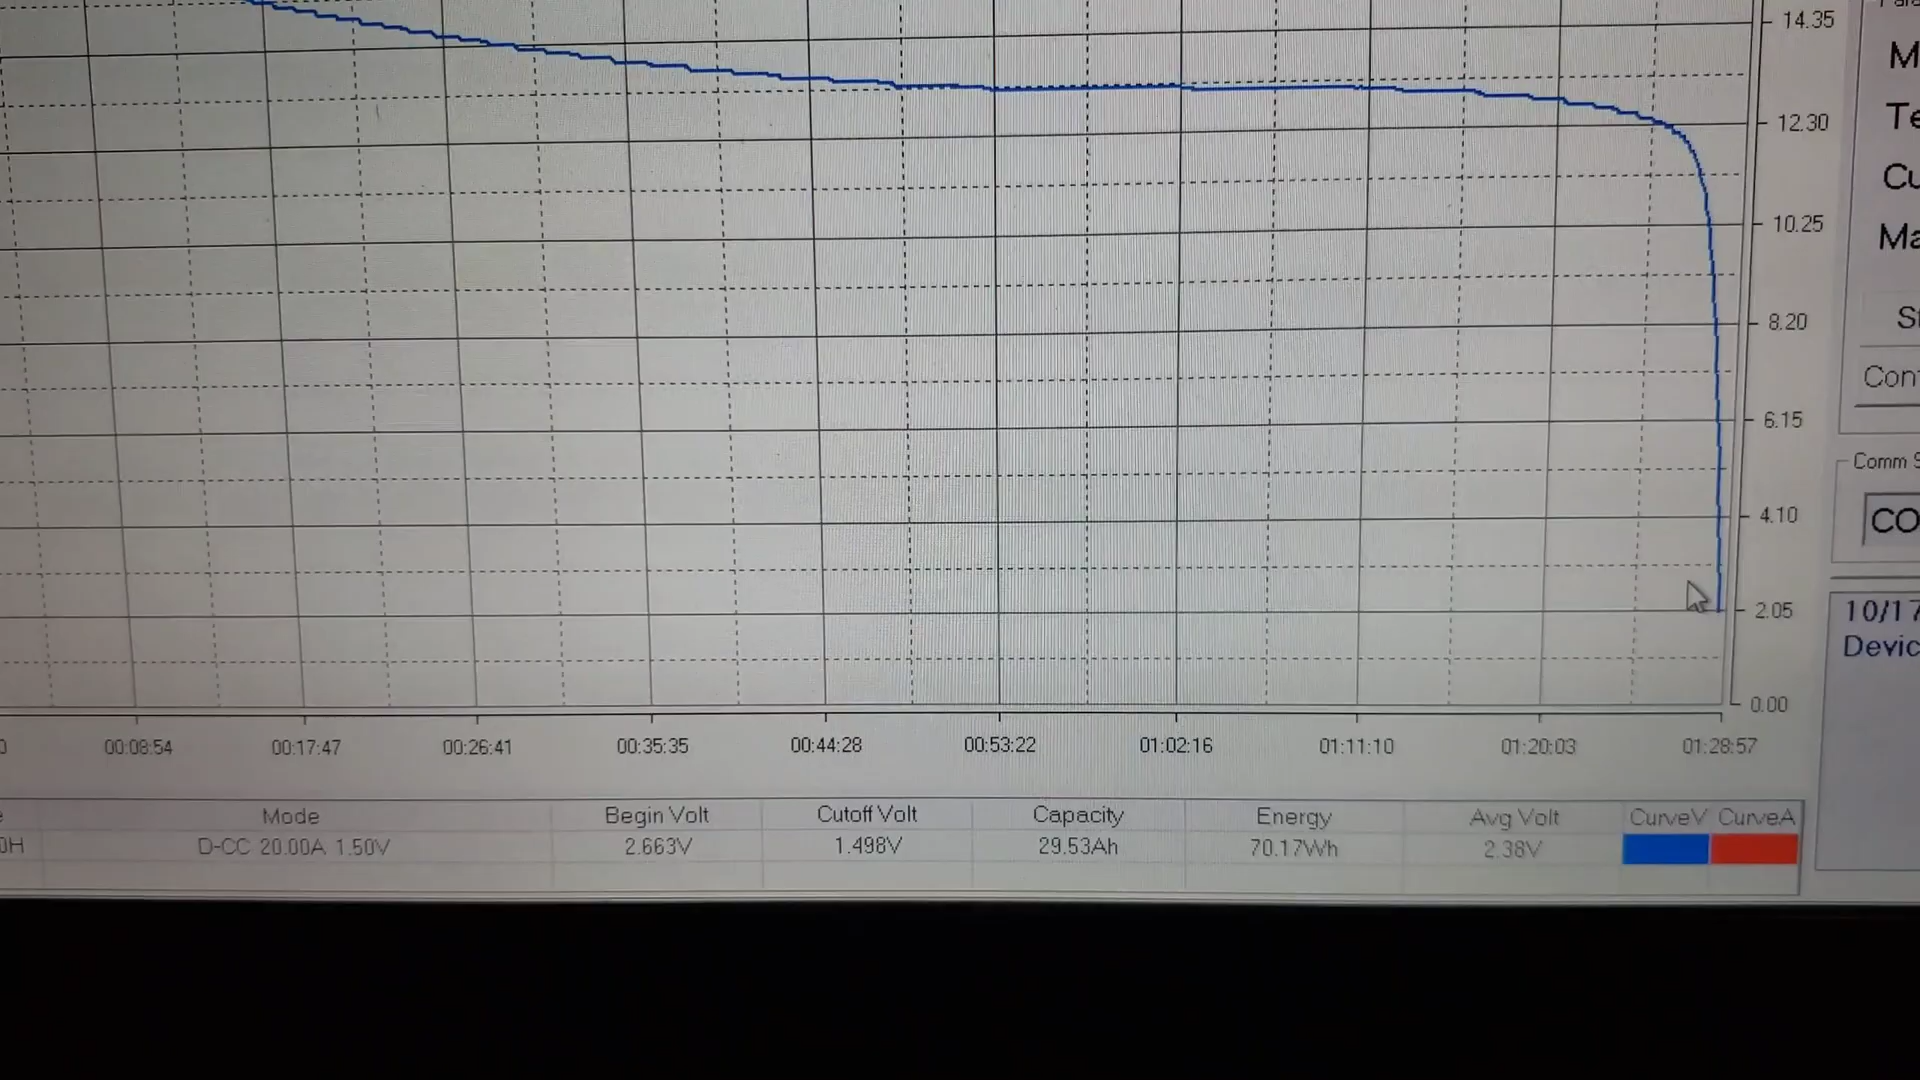 14.35
12.30
10.25
8.20
6.15
4.10
2.05
0.00
00:08:54 00:17:47 00:26:41 00:35:35 00:44:28 00:53:22 01:02:16 01:11:10 01:20:03 01:28:57
Mode Begin Volt Cutoff Volt Capacity Energy Avg Volt CurveV CurveA
0H D-CC 20.00A 1.50V 2.663V 1.498V 29.53Ah 70.17Wh 2.38V
M
Te
Cu
Ma
Con
Comm S
CO
10/17
Devic